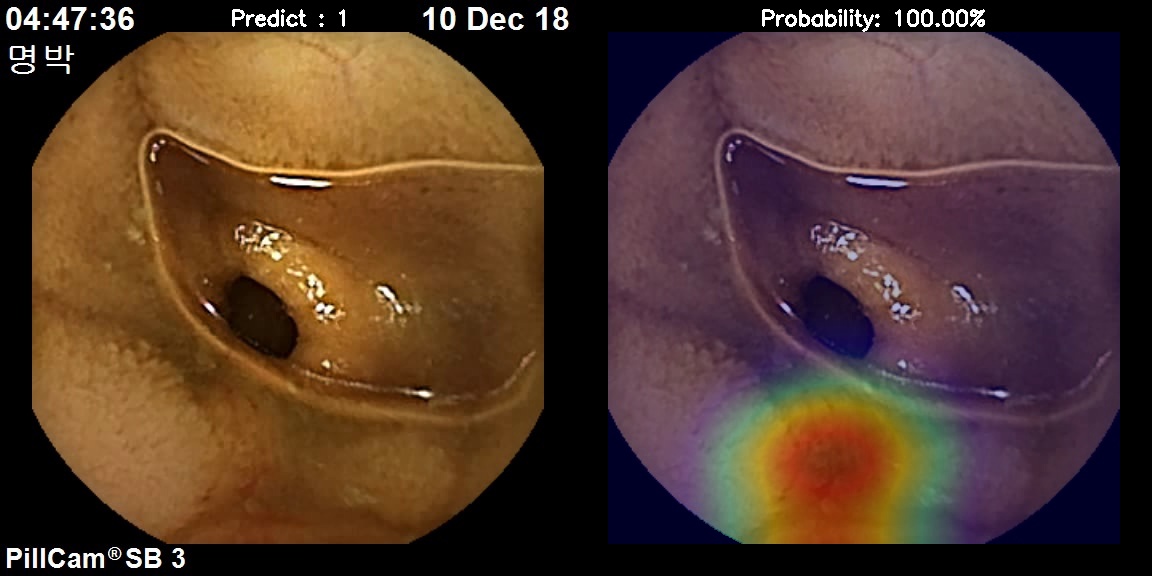 04:47:36
Predict : 1
10 Dec 18
Probability: 100.00%
명박
PillCam® SB 3